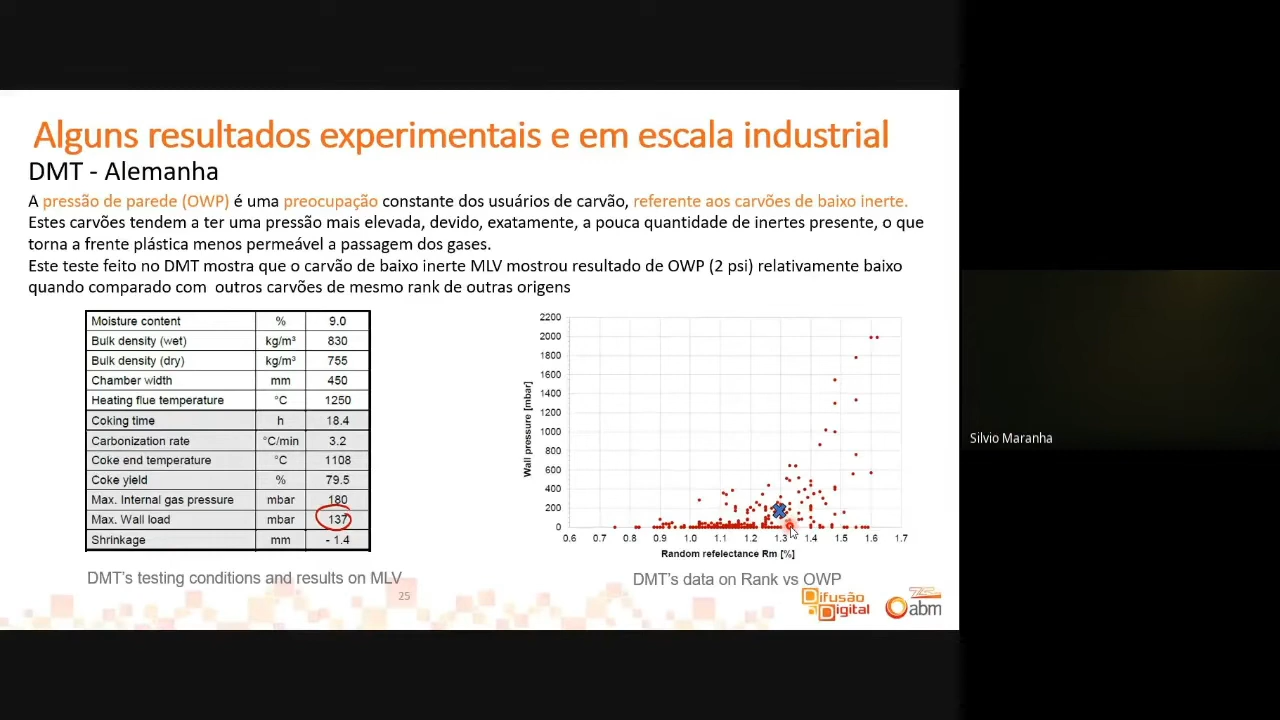 Alguns resultados experimentais e em escala industrial
DMT - Alemanha
A pressão de parede (OWP) é uma preocupação constante dos usuários de carvão, referente aos carvões de baixo inerte.
Estes carvões tendem a ter uma pressão mais elevada, devido, exatamente, a pouca quantidade de inertes presente, o que
torna a frente plástica menos permeável a passagem dos gases.
Este teste feito no DMT mostra que o carvão de baixo inerte MLV mostrou resultado de OWP (2 psi) relativamente baixo
quando comparado com outros carvões de mesmo rank de outras origens
Moisture content % 9.0
Bulk density (wet) kg/m³ 830
Bulk density (dry) kg/m³ 755
Chamber width mm 450
Heating flue temperature °C 1250
Coking time h 18.4
Carbonization rate °C/min 3.2
Coke end temperature °C 1108
Coke yield % 79.5
Max. Internal gas pressure mbar 180
Max. Wall load mbar 137
Shrinkage mm - 1.4
DMT's testing conditions and results on MLV
Wall pressure [mbar]
2200
2000
1800
1600
1400
1200
1000
800
600
400
200
0
0.6 0.7 0.8 0.9 1.0 1.1 1.2 1.3 1.4 1.5 1.6 1.7
Random refelectance Rm [%]
DMT's data on Rank vs OWP
25
Difusão
Digital
abm
Silvio Maranha